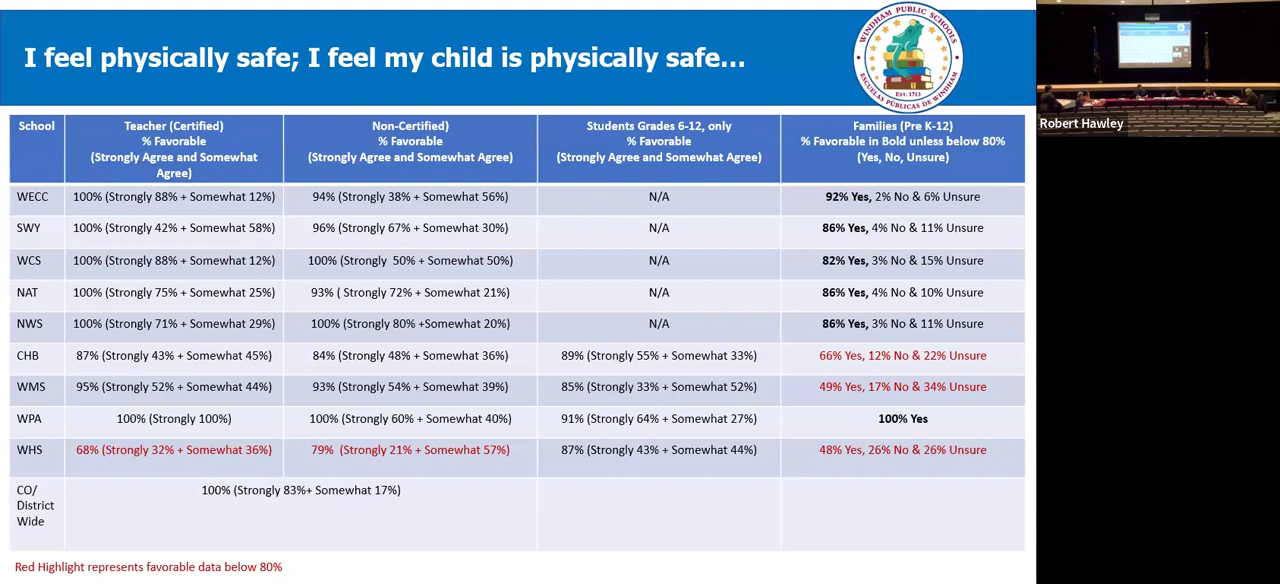 I feel physically safe; I feel my child is physically safe...
WINDHAM PUBLIC SCHOOLS
Est. 1713
ESCUELAS PÚBLICAS DE WINDHAM
Robert Hawley
School
Teacher (Certified)
% Favorable
(Strongly Agree and Somewhat
Agree)
Non-Certified)
% Favorable
(Strongly Agree and Somewhat Agree)
Students Grades 6-12, only
% Favorable
(Strongly Agree and Somewhat Agree)
Families (Pre K-12)
% Favorable in Bold unless below 80%
(Yes, No, Unsure)
WECC 100% (Strongly 88% + Somewhat 12%) 94% (Strongly 38% + Somewhat 56%) N/A 92% Yes, 2% No & 6% Unsure
SWY 100% (Strongly 42% + Somewhat 58%) 96% (Strongly 67% + Somewhat 30%) N/A 86% Yes, 4% No & 11% Unsure
WCS 100% (Strongly 88% + Somewhat 12%) 100% (Strongly 50% + Somewhat 50%) N/A 82% Yes, 3% No & 15% Unsure
NAT 100% (Strongly 75% + Somewhat 25%) 93% ( Strongly 72% + Somewhat 21%) N/A 86% Yes, 4% No & 10% Unsure
NWS 100% (Strongly 71% + Somewhat 29%) 100% (Strongly 80% +Somewhat 20%) N/A 86% Yes, 3% No & 11% Unsure
CHB 87% (Strongly 43% + Somewhat 45%) 84% (Strongly 48% + Somewhat 36%) 89% (Strongly 55% + Somewhat 33%) 66% Yes, 12% No & 22% Unsure
WMS 95% (Strongly 52% + Somewhat 44%) 93% (Strongly 54% + Somewhat 39%) 85% (Strongly 33% + Somewhat 52%) 49% Yes, 17% No & 34% Unsure
WPA 100% (Strongly 100%) 100% (Strongly 60% + Somewhat 40%) 91% (Strongly 64% + Somewhat 27%) 100% Yes
WHS 68% (Strongly 32% + Somewhat 36%) 79% (Strongly 21% + Somewhat 57%) 87% (Strongly 43% + Somewhat 44%) 48% Yes, 26% No & 26% Unsure
CO/ 100% (Strongly 83%+ Somewhat 17%)
District
Wide
Red Highlight represents favorable data below 80%